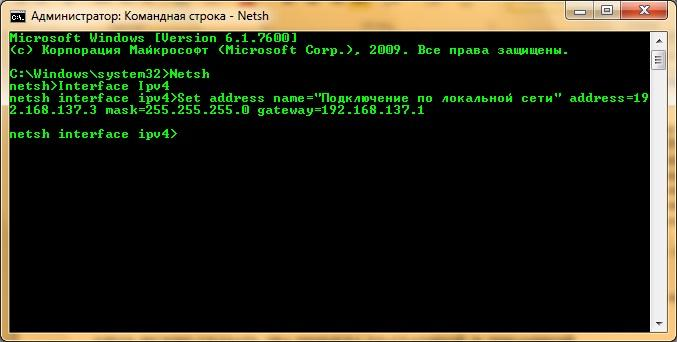 Администратор: Командная строка - Netsh
Microsoft Windows [Version 6.1.7600]
(c) Корпорация Майкрософт (Microsoft Corp.), 2009. Все права защищены.
C:\Windows\system32>Netsh
netsh>Interface Ipv4
netsh interface ipv4>Set address name="Подключение по локальной сети" address=19
2.168.137.3 mask=255.255.255.0 gateway=192.168.137.1
netsh interface ipv4>